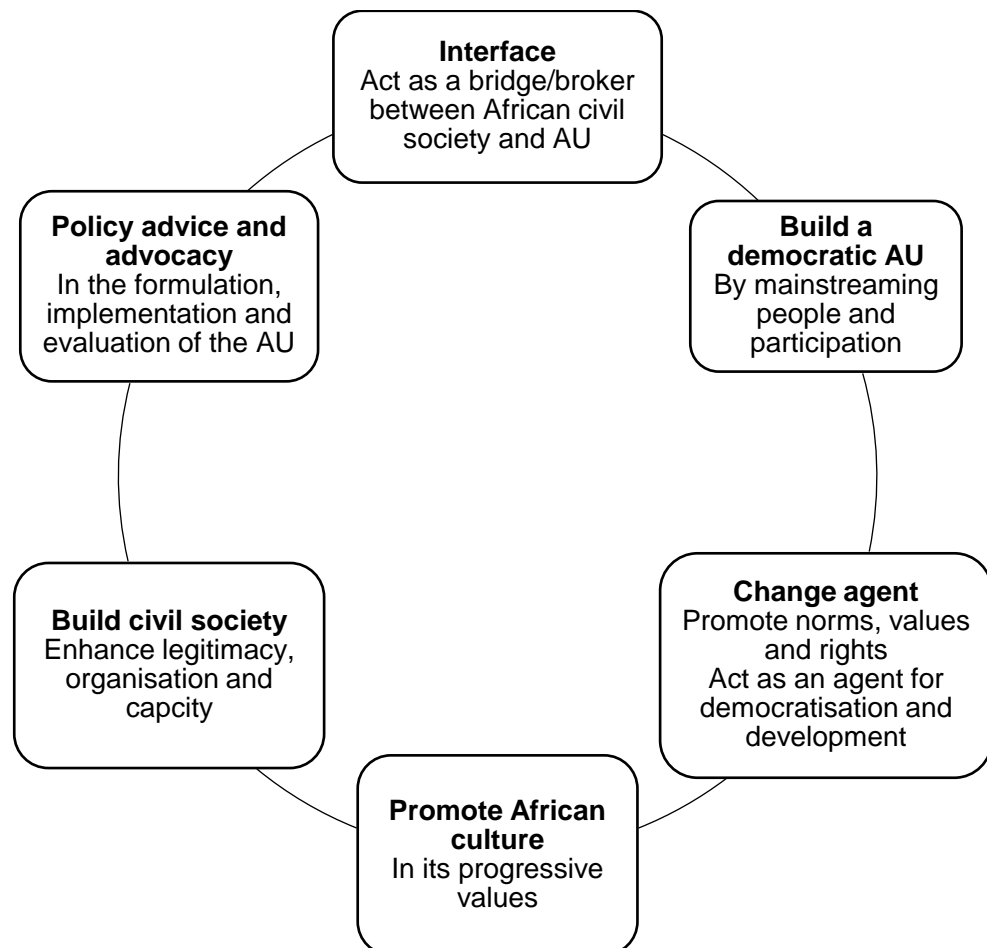 Interface
Act as a bridge/broker
between African civil
society and AU
Build a
democratic AU
By mainstreaming
people and
participation
Change agent
Promote norms, values
and rights
Act as an agent for
democratisation and
development
Promote African
culture
In its progressive
values
Build civil society
Enhance legitimacy,
organisation and
capcity
Policy advice and
advocacy
In the formulation,
implementation and
evaluation of the AU